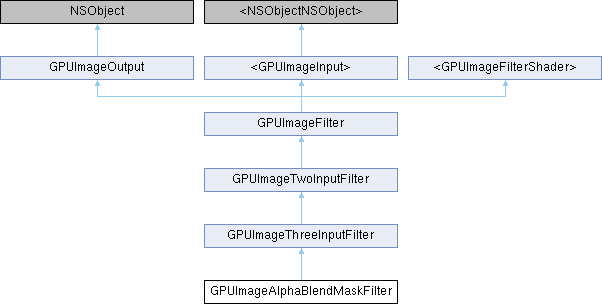 NSObject
<NSObjectNSObject>
GPUImageOutput
<GPUImageInput>
<GPUImageFilterShader>
GPUImageFilter
GPUImageTwoInputFilter
GPUImageThreeInputFilter
GPUImageAlphaBlendMaskFilter